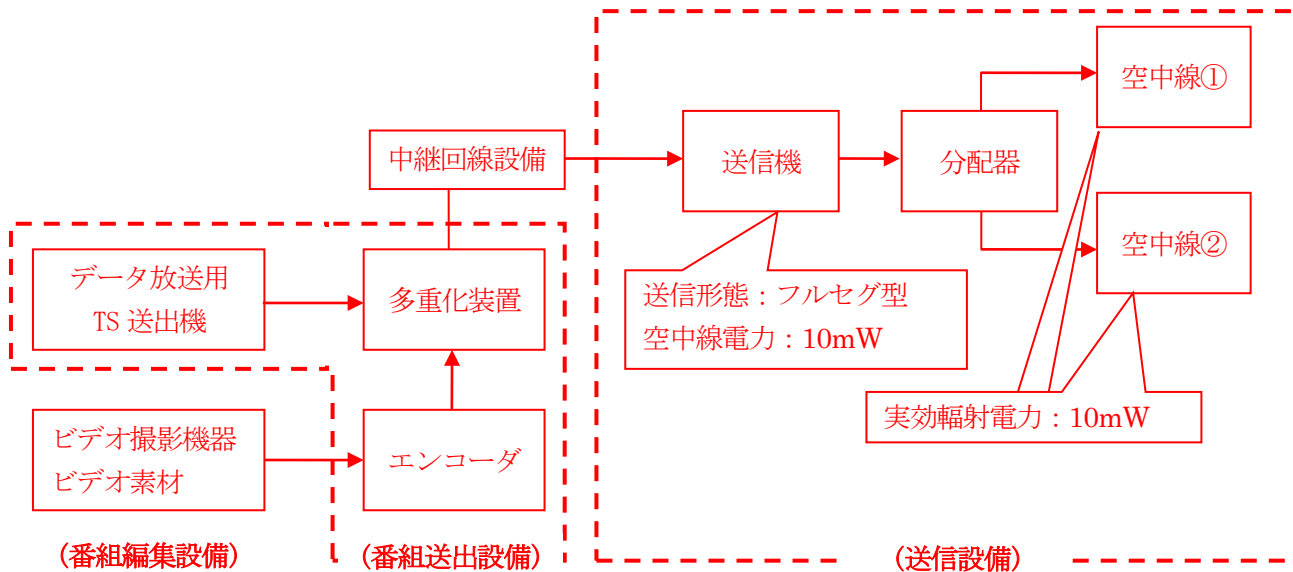 空中線①
中継回線設備
送信機
分配器
空中線②
データ放送用
TS 送出機
多重化装置
送信形態：フルセグ型
空中線電力：10mW
実効輻射電力：10mW
ビデオ撮影機器
ビデオ素材
エンコーダ
(番組編集設備)
(番組送出設備)
(送信設備)